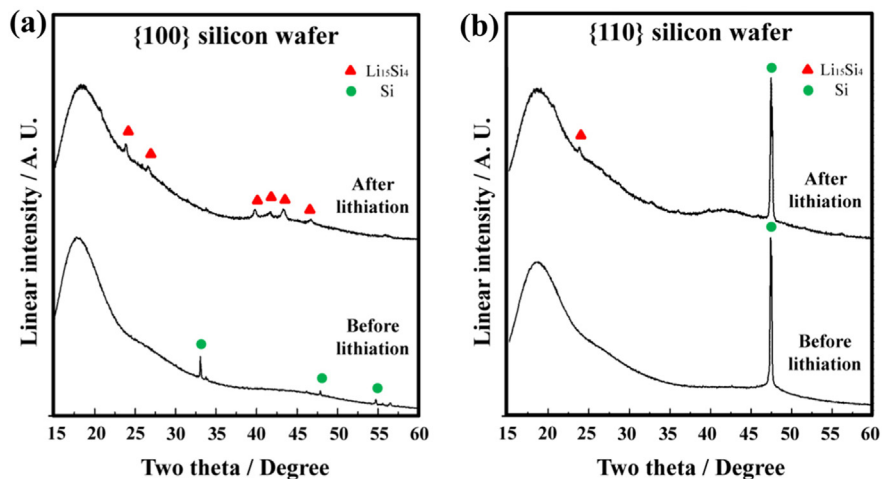 (a)
{100} silicon wafer
Li₁₅Si₄
Si
After
lithiation
Before
lithiation
Linear intensity / A. U.
15 20 25 30 35 40 45 50 55 60
Two theta / Degree
(b)
{110} silicon wafer
Li₁₅Si₄
Si
After
lithiation
Before
lithiation
Linear intensity / A. U.
15 20 25 30 35 40 45 50 55 60
Two theta / Degree